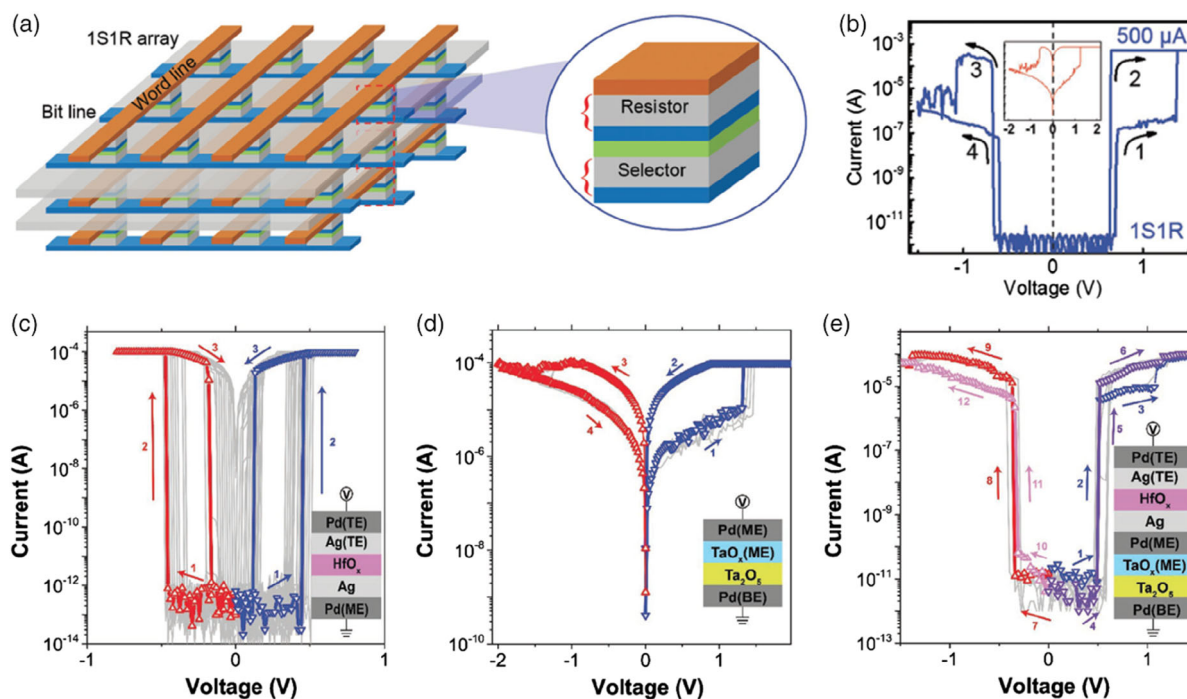 (a)
1S1R array
Word line
Bit line
Resistor
Selector
(b)
Current (A)
10⁻³
10⁻⁵
10⁻⁷
10⁻⁹
10⁻¹¹
500 μA
3
2
4
1
-2 -1 0 1 2
1S1R
-1 0 1
Voltage (V)
(c)
Current (A)
10⁻⁴
10⁻⁶
10⁻⁸
10⁻¹⁰
10⁻¹²
10⁻¹⁴
3 3
2 2
1 1
V
Pd(TE)
Ag(TE)
HfOₓ
Ag
Pd(ME)
-1 0 1
Voltage (V)
(d)
Current (A)
10⁻⁴
10⁻⁶
10⁻⁸
10⁻¹⁰
3 2
4 1
V
Pd(ME)
TaOₓ(ME)
Ta₂O₅
Pd(BE)
-2 -1 0 1
Voltage (V)
(e)
Current (A)
10⁻³
10⁻⁵
10⁻⁷
10⁻⁹
10⁻¹¹
10⁻¹³
9 6
12 3
5
8 11 2
10 1
7 4
V
Pd(TE)
Ag(TE)
HfOₓ
Ag
Pd(ME)
TaOₓ(ME)
Ta₂O₅
Pd(BE)
-1 0 1
Voltage (V)